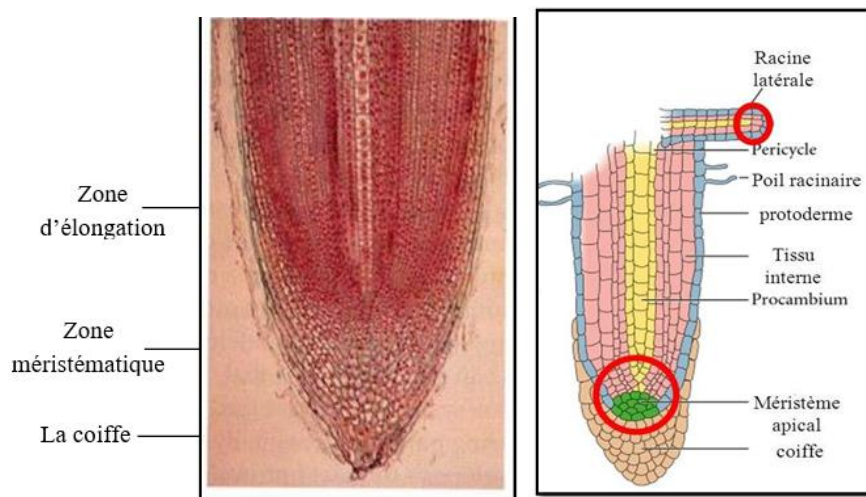 Zone
d'élongation
Zone
méristématique
La coiffe
Racine
latérale
Pericycle
Poil racinaire
protoderme
Tissu
interne
Procambium
Méristème
apical
coiffe